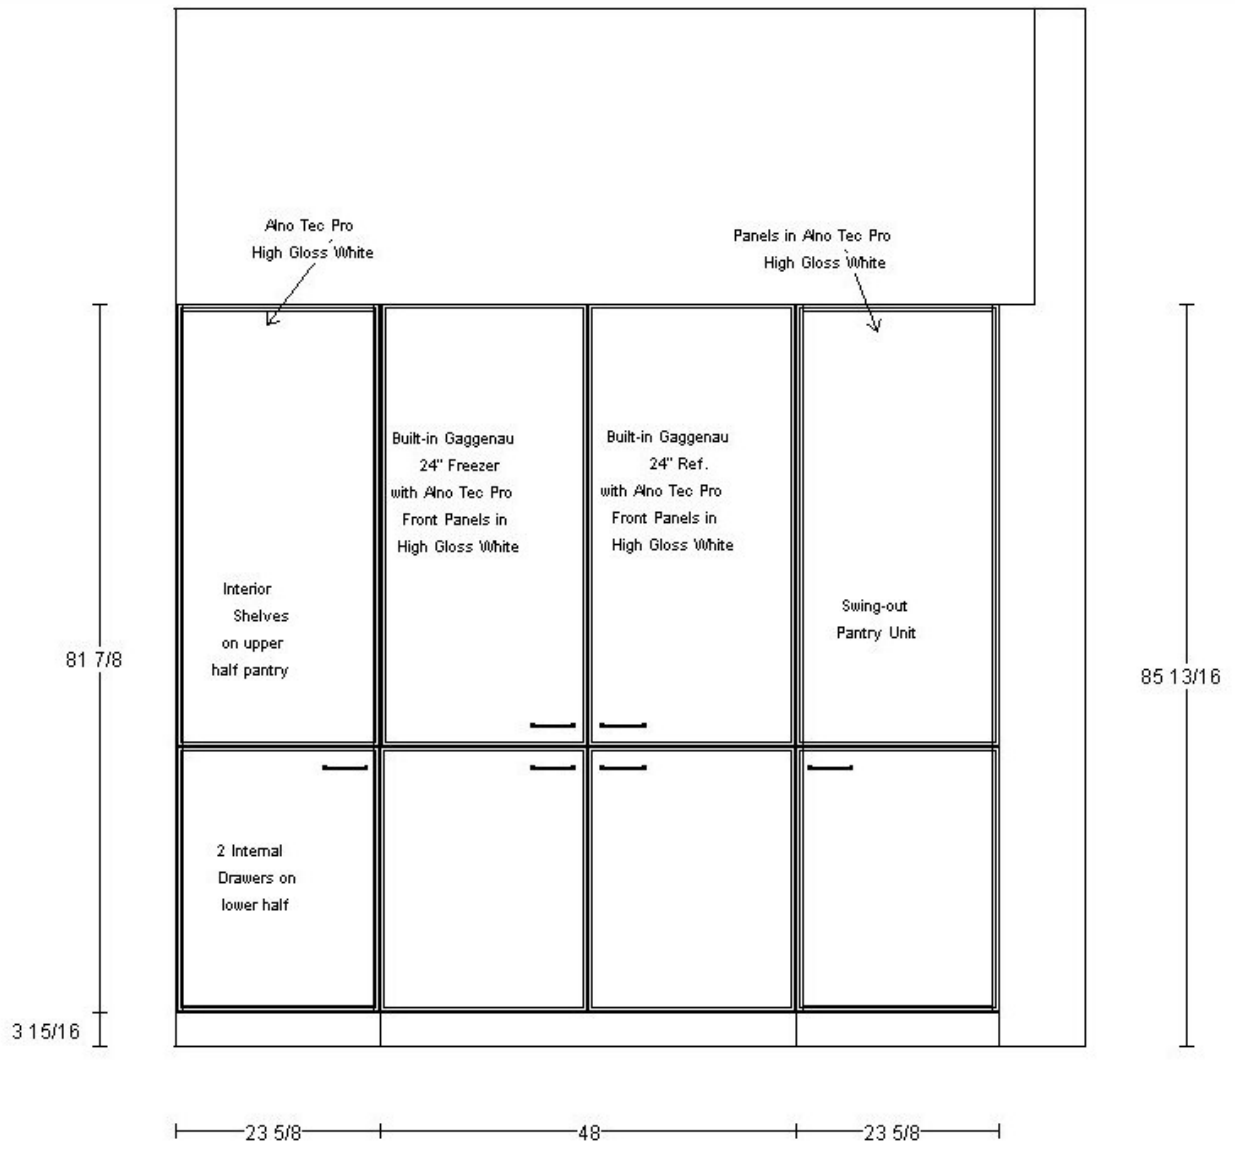 Alno Tec Pro
High Gloss White
Panels in Alno Tec Pro
High Gloss White
Built-in Gaggenau
24" Freezer
with Alno Tec Pro
Front Panels in
High Gloss White
Built-in Gaggenau
24" Ref.
with Alno Tec Pro
Front Panels in
High Gloss White
Interior
Shelves
on upper
half pantry
Swing-out
Pantry Unit
81 7/8
85 13/16
2 Internal
Drawers on
lower half
3 15/16
23 5/8
48
23 5/8